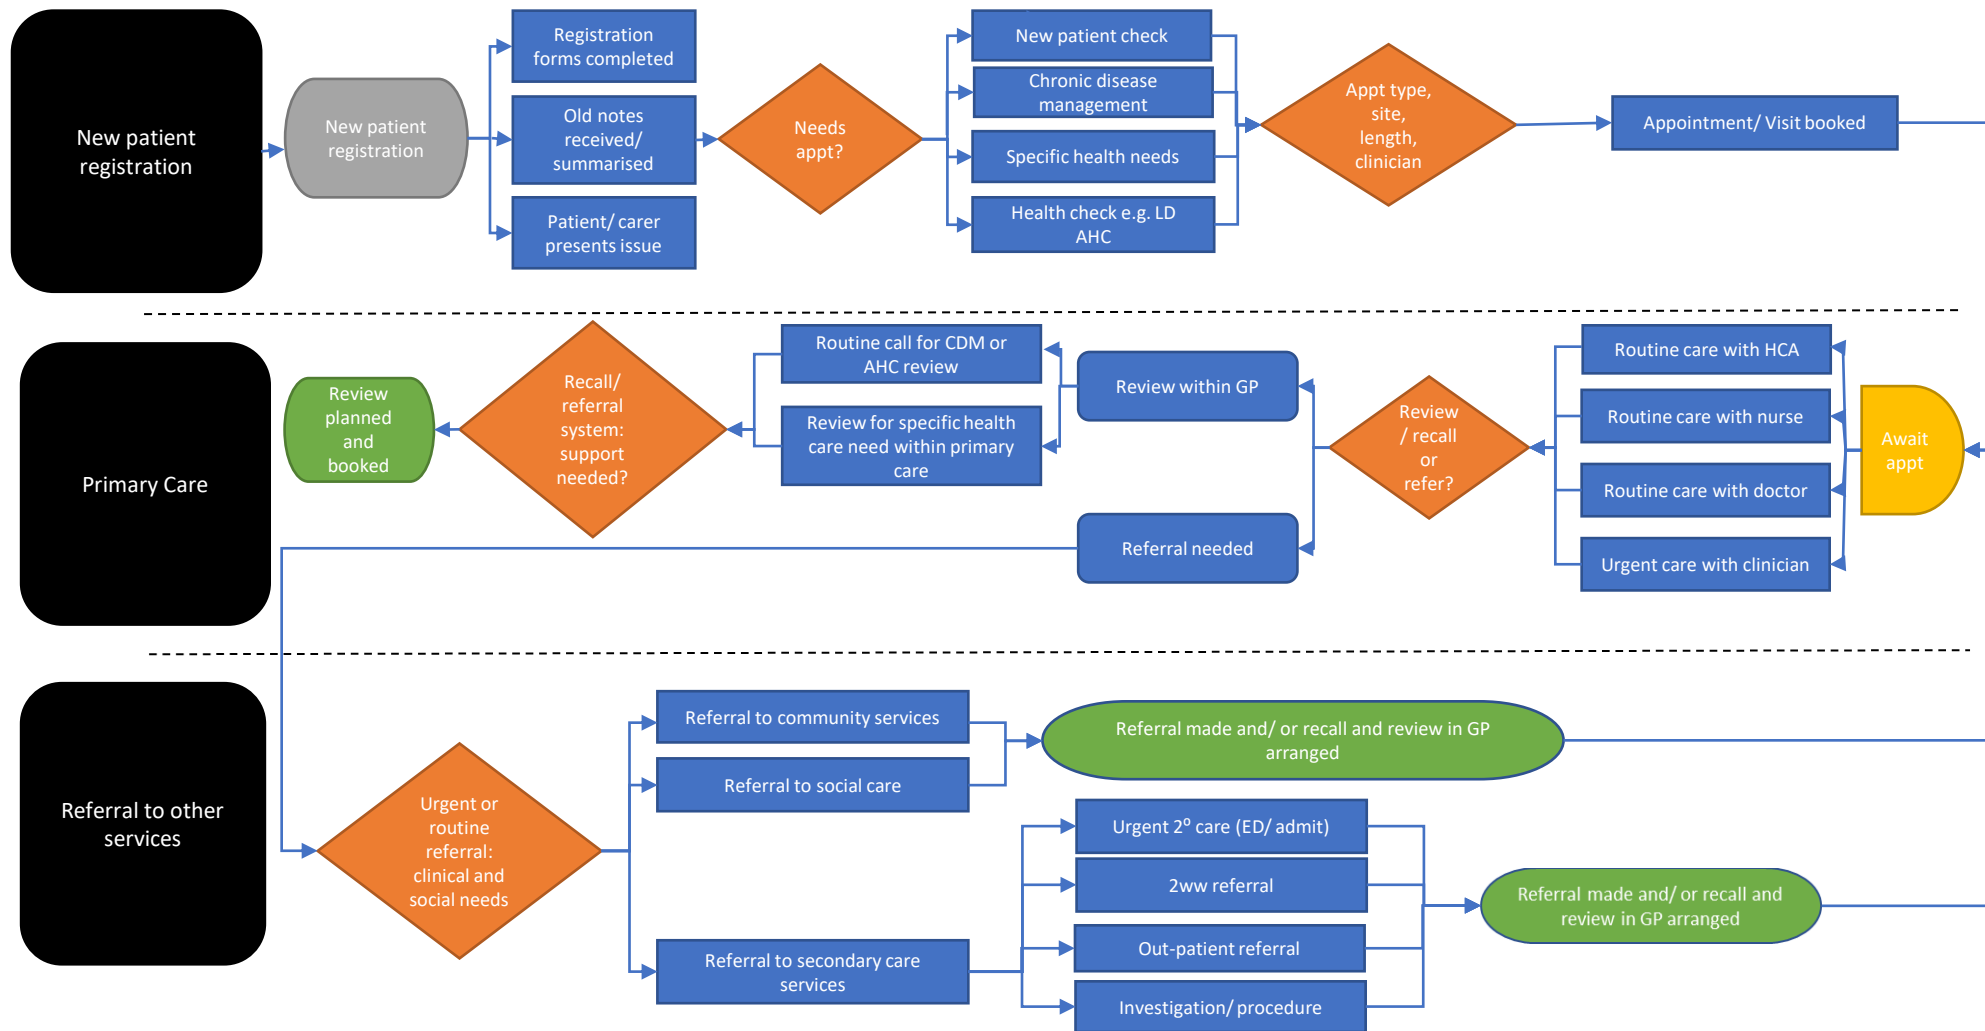 New patient
registration
New patient
registration
Registration
forms completed
Old notes
received/
summarised
Patient/ carer
presents issue
Needs
appt?
New patient check
Chronic disease
management
Specific health needs
Health check e.g. LD
AHC
Appt type,
site,
length,
clinician
Appointment/ Visit booked
Primary Care
Review
planned
and
booked
Recall/
referral
system:
support
needed?
Routine call for CDM or
AHC review
Review for specific health
care need within primary
care
Review within GP
Referral needed
Review
/ recall
or
refer?
Routine care with HCA
Routine care with nurse
Routine care with doctor
Urgent care with clinician
Await
appt
Referral to other
services
Urgent or
routine
referral:
clinical and
social needs
Referral to community services
Referral to social care
Referral to secondary care
services
Referral made and/ or recall and review in GP
arranged
Urgent 2º care (ED/ admit)
2ww referral
Out-patient referral
Investigation/ procedure
Referral made and/ or recall and
review in GP arranged